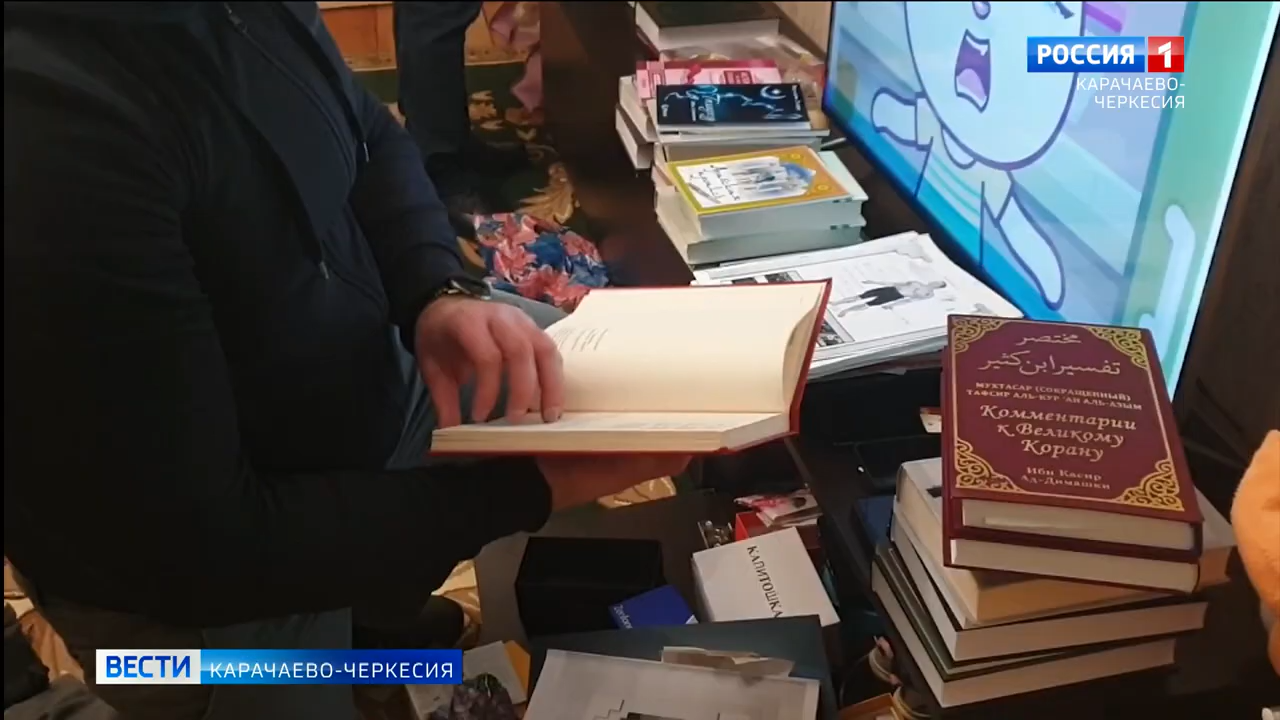 РОССИЯ 1
КАРАЧАЕВО-
ЧЕРКЕСИЯ
مختصر
تفسير ابن كثير
МУХТАСАР (СОКРАЩЕННЫЙ)
ТАФСИР АЛЬ-КУР'АН АЛЬ-АЗЫМ
Комментарии
к Великому
Корану
Ибн Касир
Ад-Димашки
КАПИТОШКА
ВЕСТИ КАРАЧАЕВО-ЧЕРКЕСИЯ